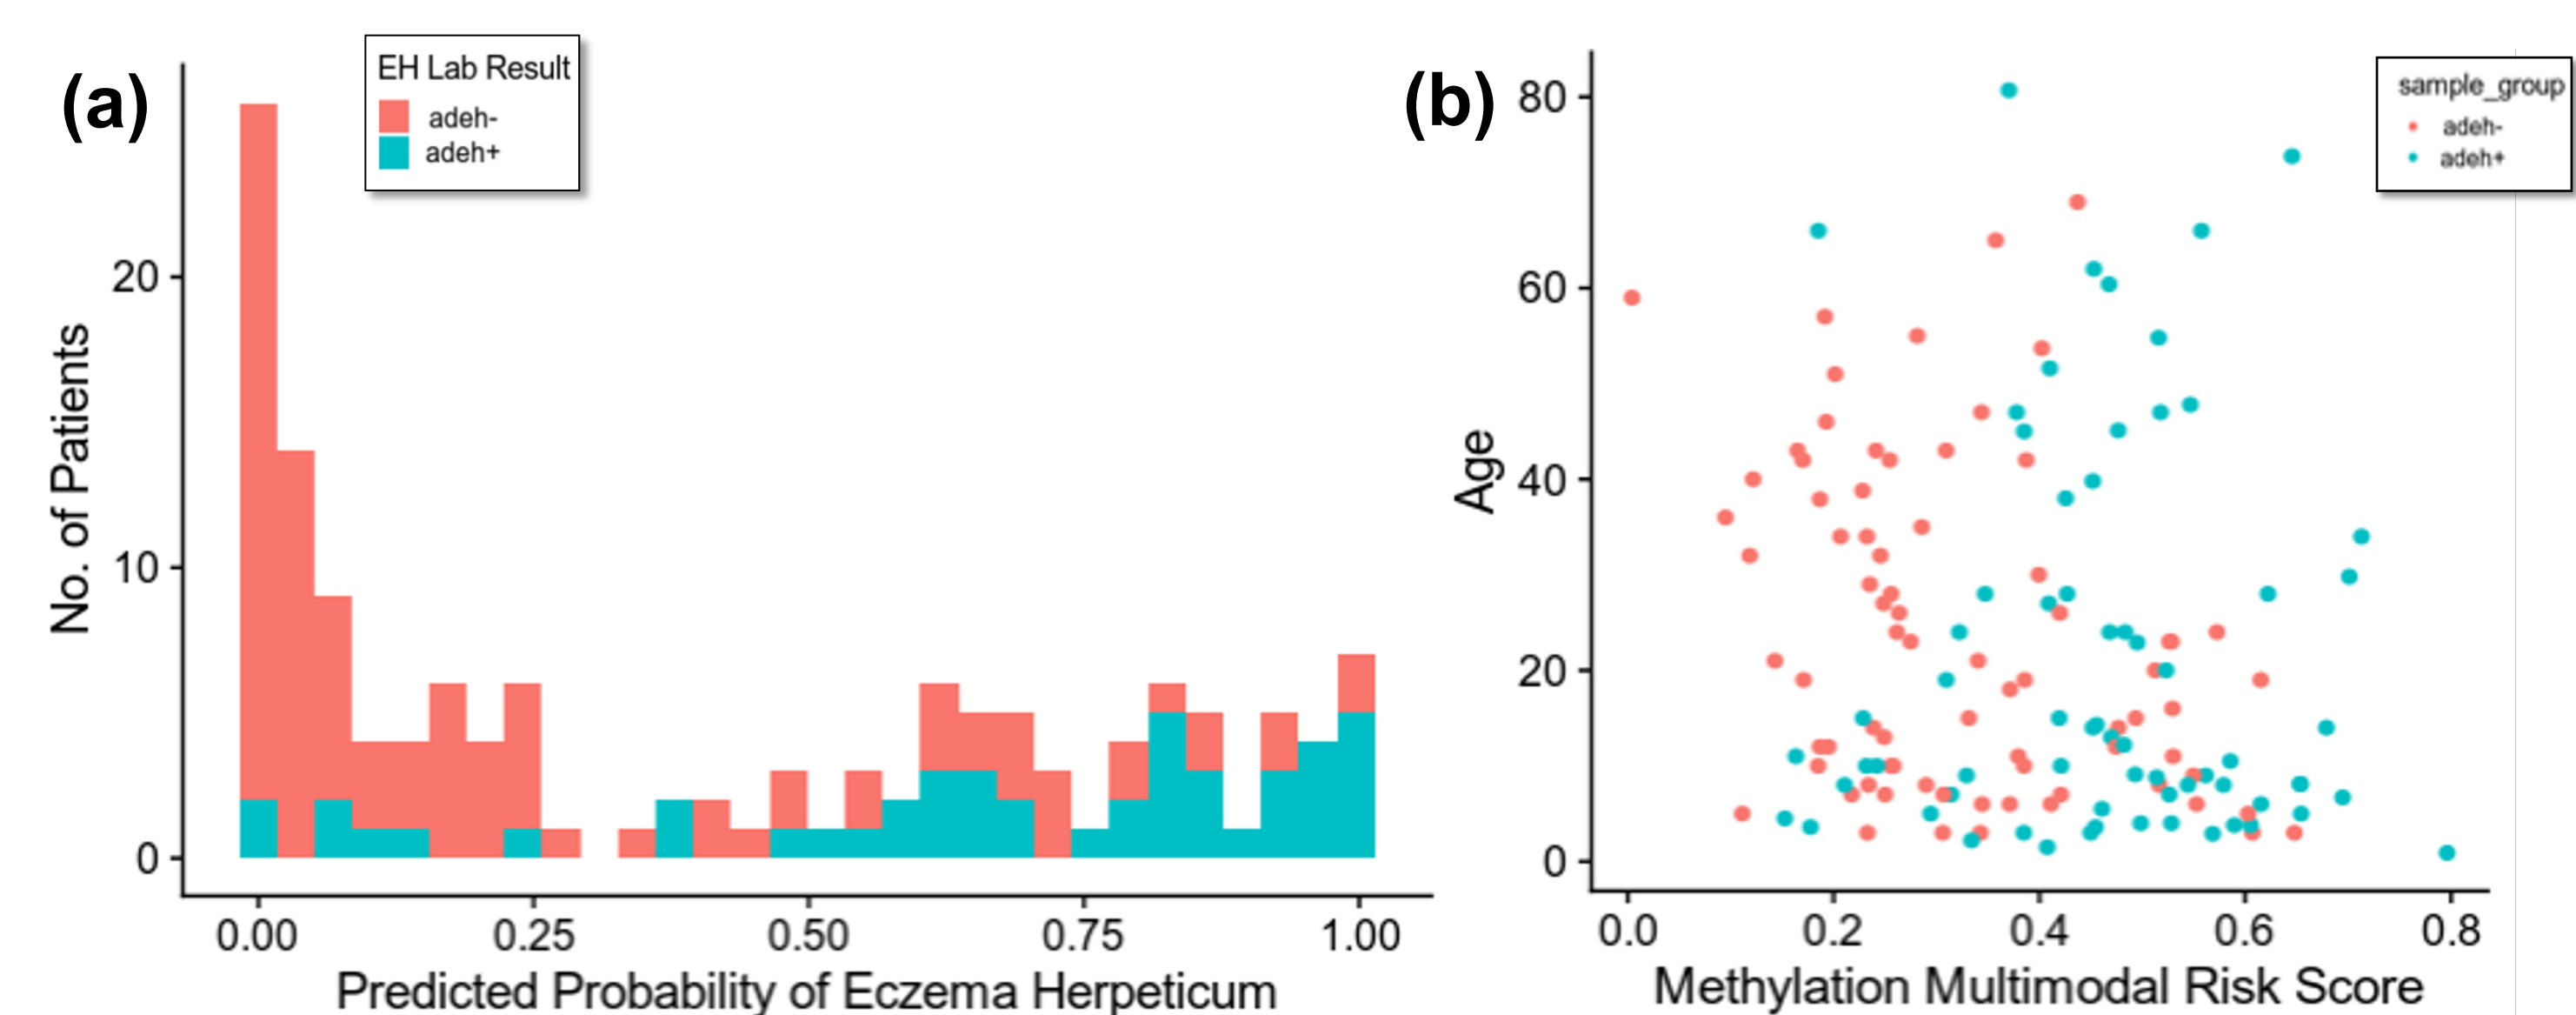 (a)
EH Lab Result
adeh-
adeh+
No. of Patients
20
10
0
0.00 0.25 0.50 0.75 1.00
Predicted Probability of Eczema Herpeticum
(b)
sample_group
adeh-
adeh+
Age
80
60
40
20
0
0.0 0.2 0.4 0.6 0.8
Methylation Multimodal Risk Score